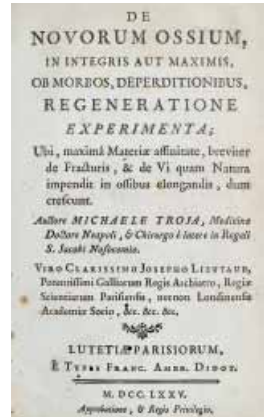 DE
NOVORUM OSSIUM,
IN INTEGRIS AUT MAXIMIS,
OB MORBOS, DEPERDITIONIBUS,
REGENERATIONE
EXPERIMENTA;
Ubi, maximâ Materiæ affinitate, breviter
de Fracturis, & de Vi quam Natura
impendit in ossibus elongandis, dum
crescunt.
Auctore MICHAELE TROJA, Medicinæ
Doctore Neapoli, & Chirurgo è latere in Regali
S. Jacobi Nosocomio.
VIRO CLARISSIMO JOSEPHO LIEUTAUD,
Potentissimi Galliarum Regis Archiatro, Regiæ
Scientiarum Parisiensis, necnon Londinensis
Academiæ Socio, &c. &c. &c.
LUTETIÆ PARISIORUM,
È Typis FRANC. AMBR. DIDOT.
M. DCC. LXXV.
Approbatione, & Regis Privilegio.